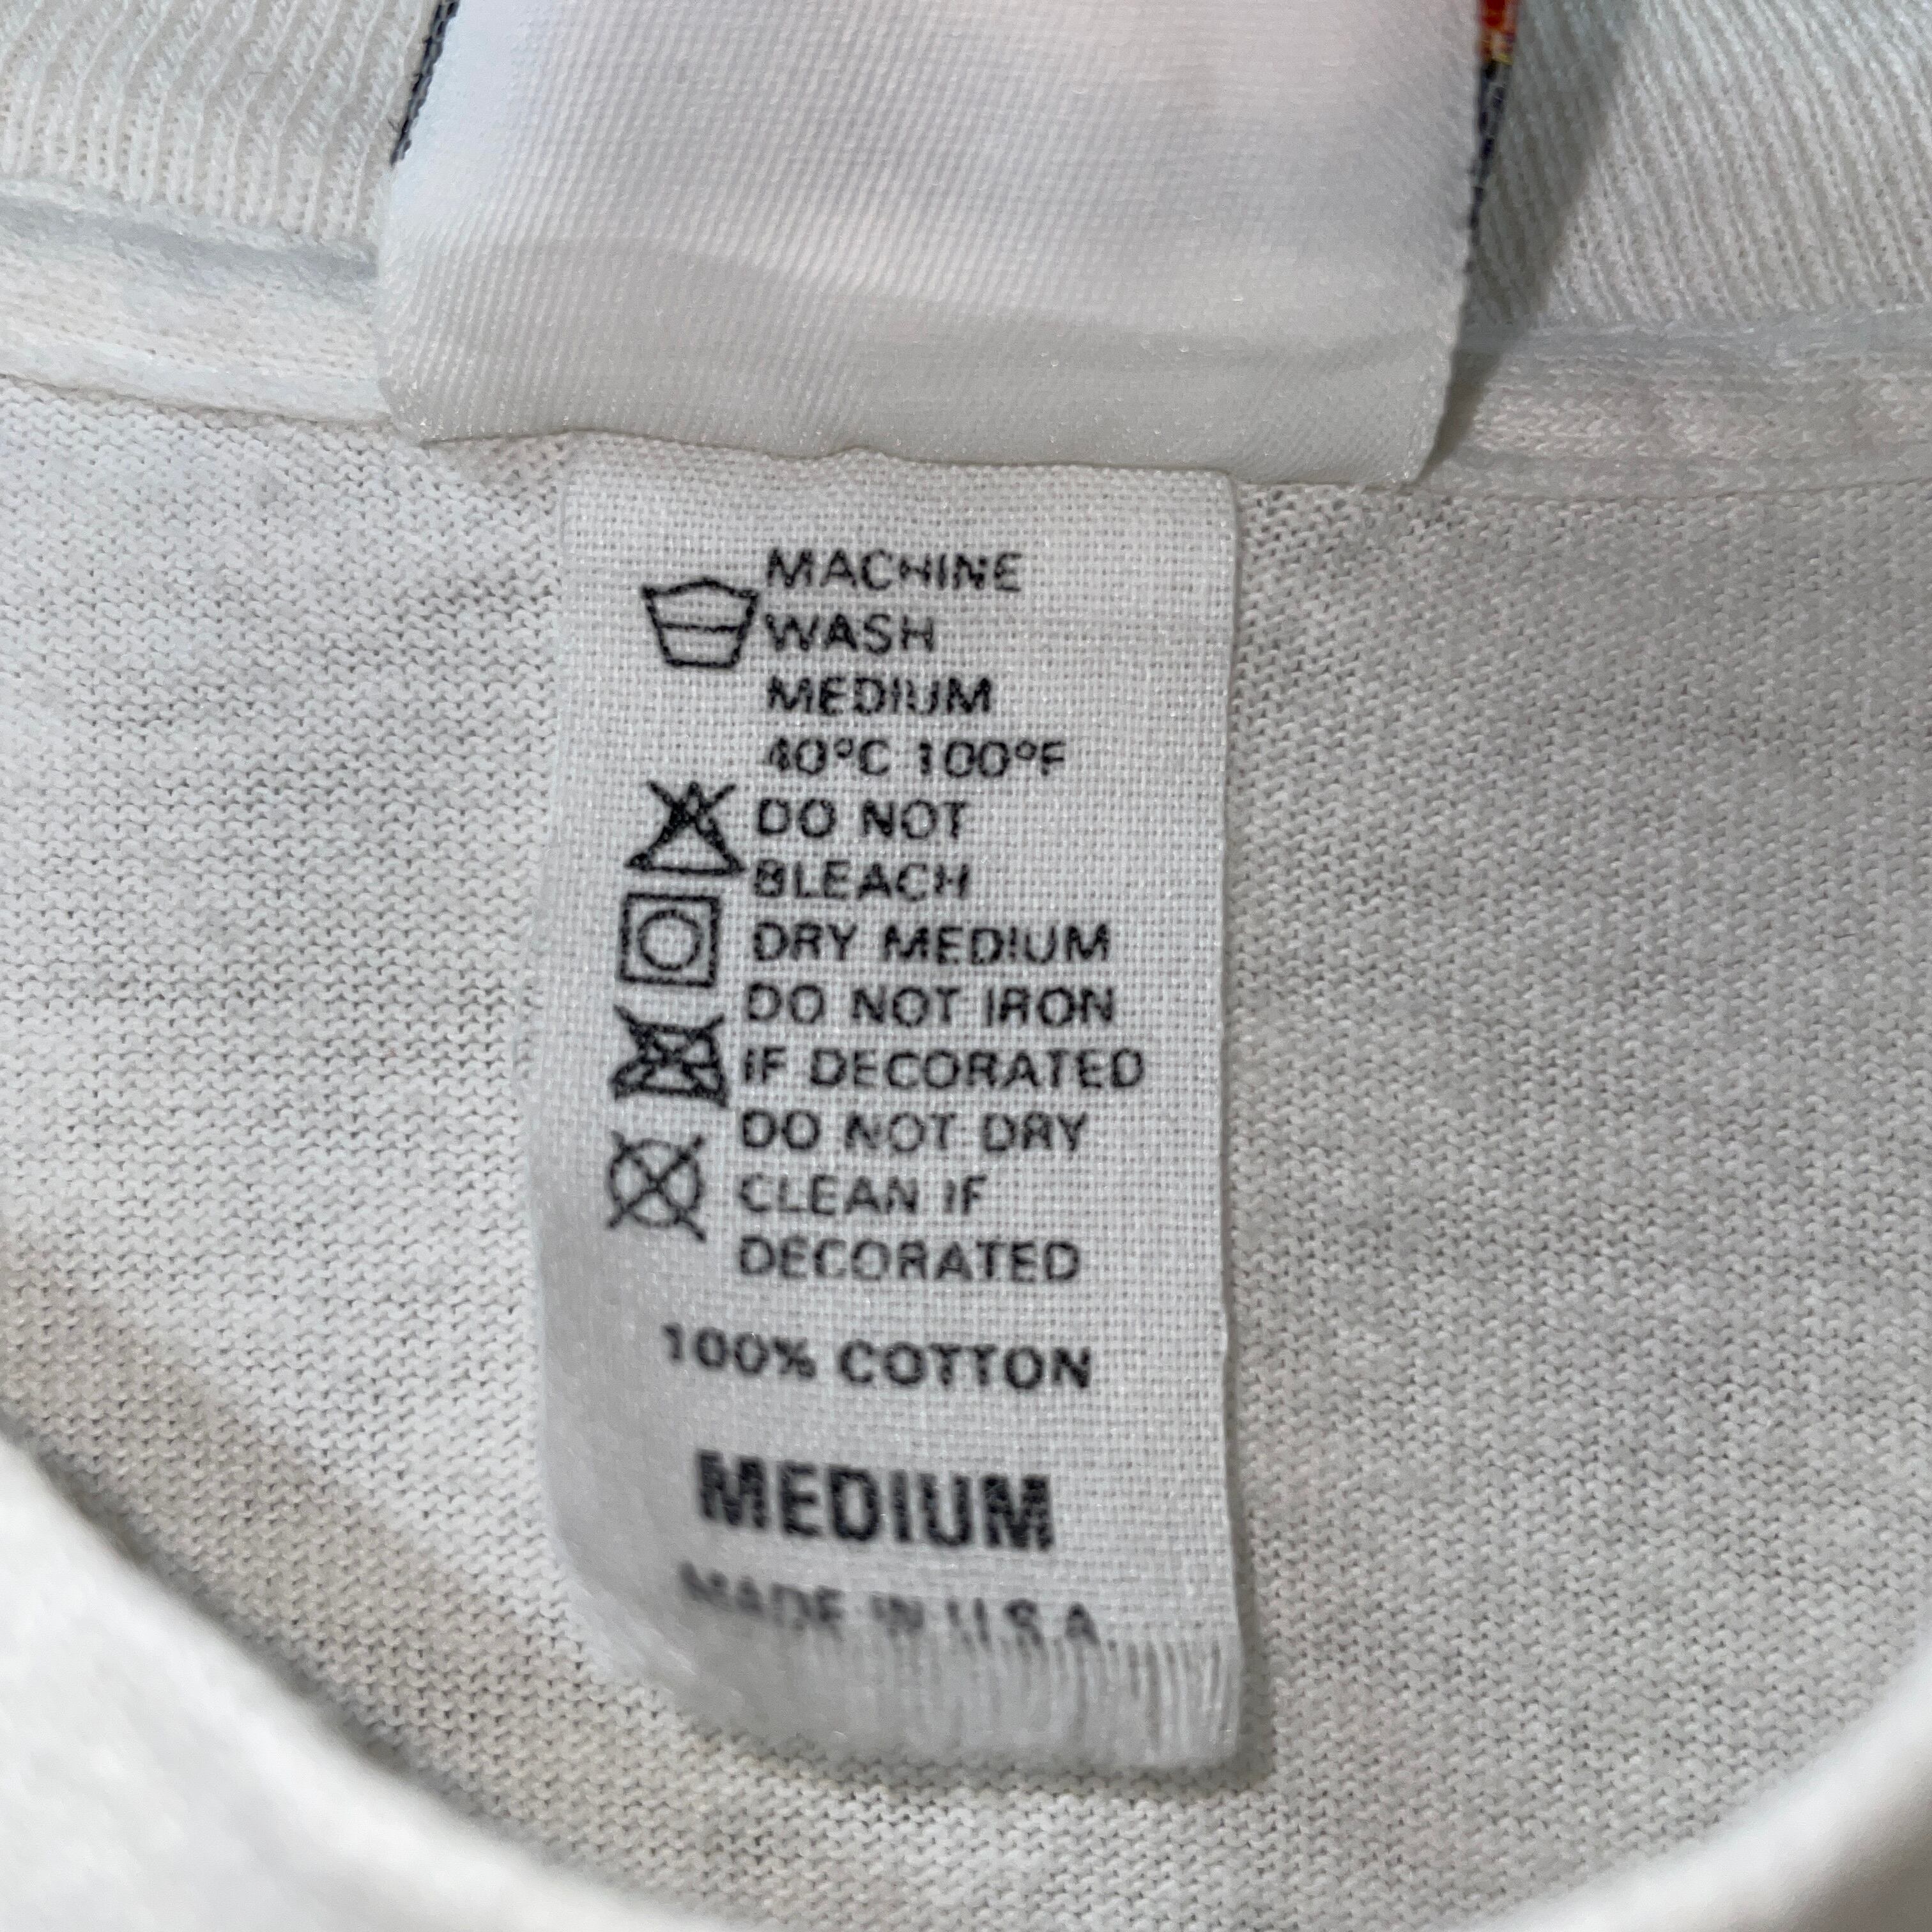 MACHINE
WASH
MEDIUM
40°C 100°F
DO NOT
BLEACH
DRY MEDIUM
DO NOT IRON
IF DECORATED
DO NOT DRY
CLEAN IF
DECORATED
100% COTTON
MEDIUM
MADE IN U.S.A.